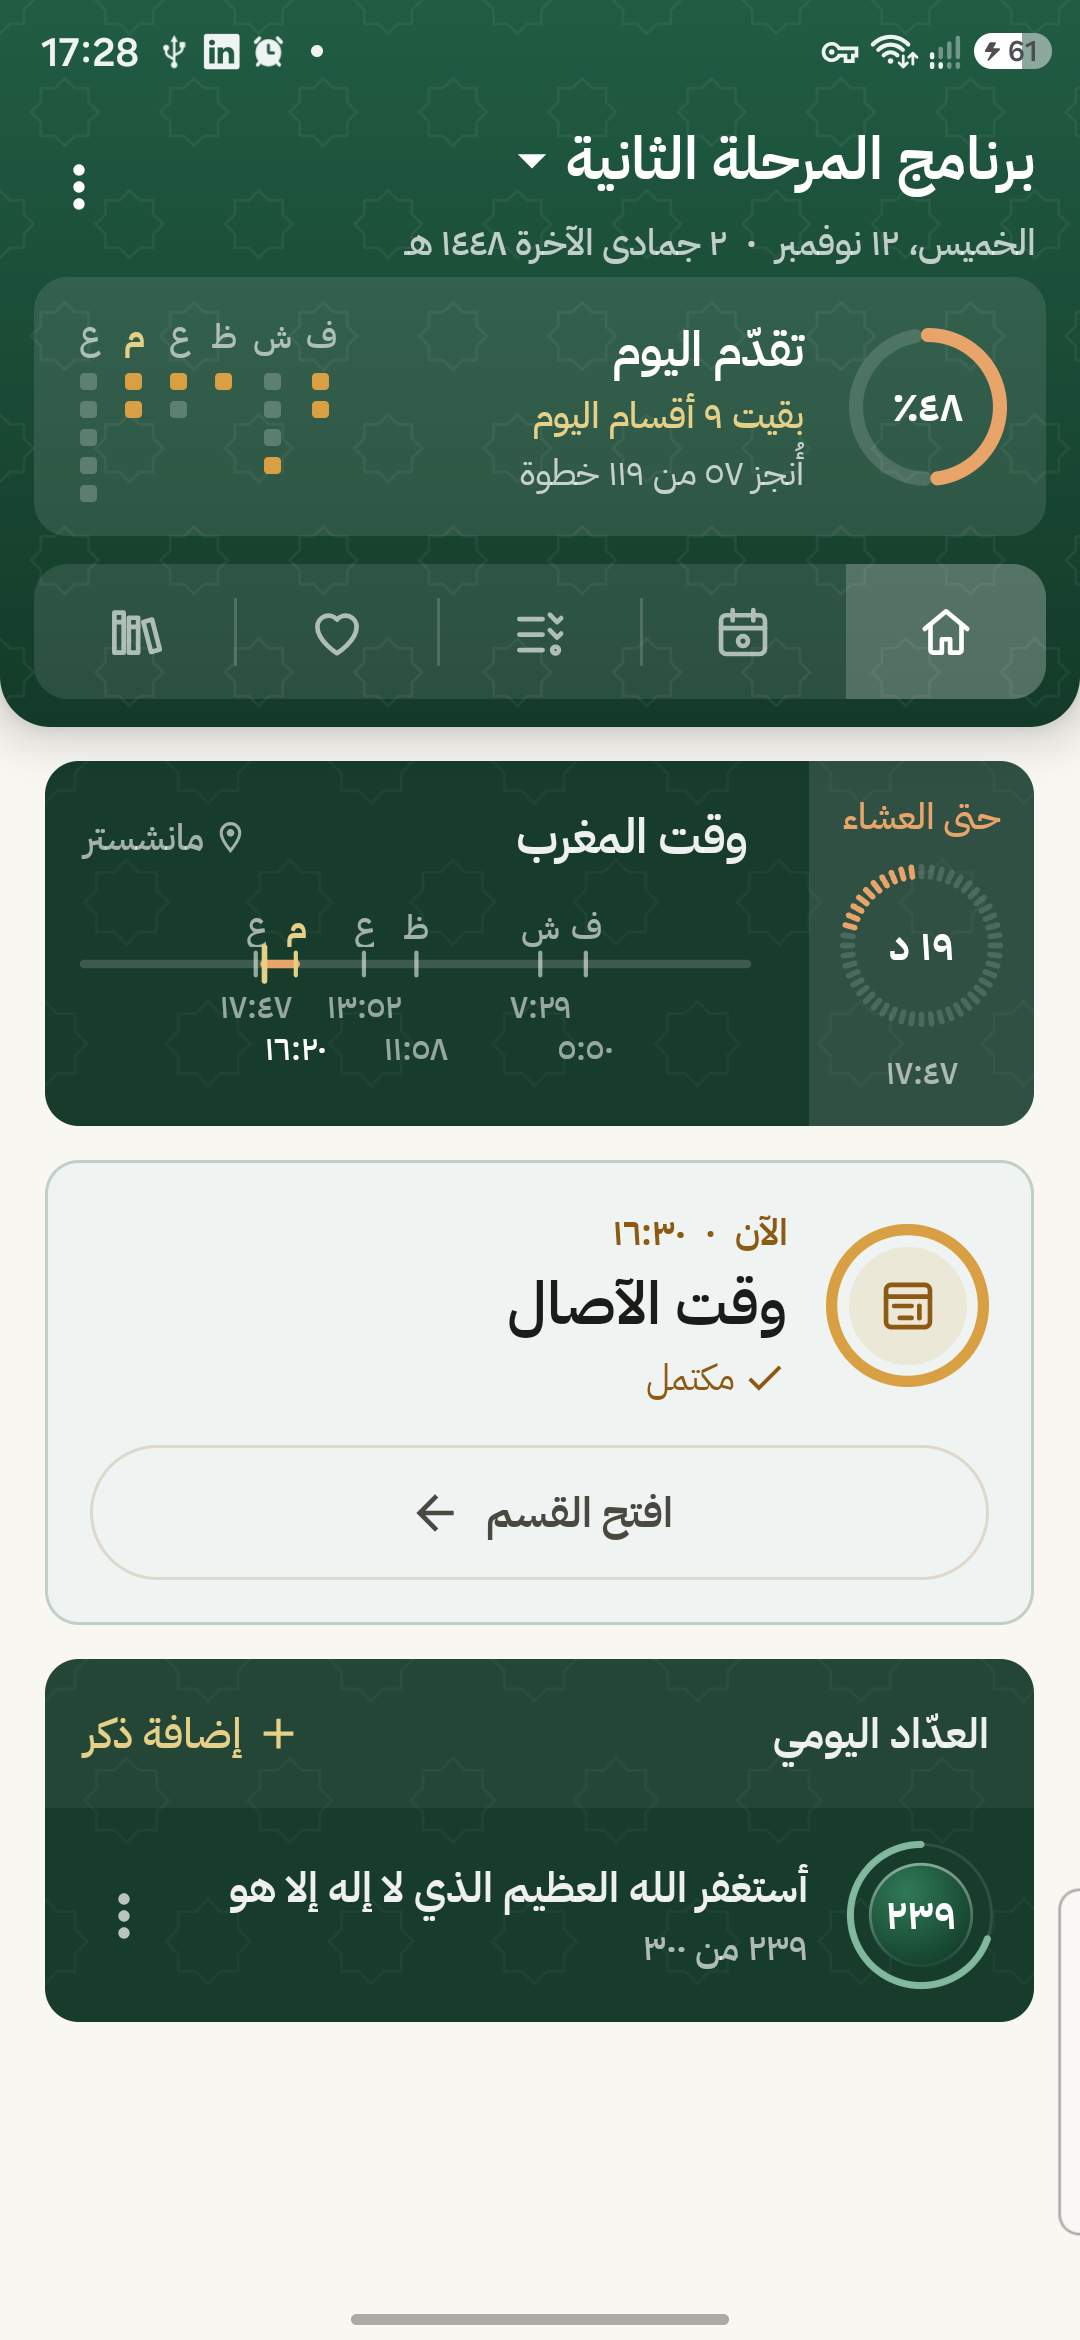 17:28
61
برنامج المرحلة الثانية
الخميس، ١٢ نوفمبر · ٢ جمادى الآخرة ١٤٤٨ هـ
٤٨٪
تقدّم اليوم
بقيت ٩ أقسام اليوم
أُنجز ٥٧ من ١١٩ خطوة
ف ش ظ ع م ع
حتى العشاء
١٩ د
١٧:٤٧
وقت المغرب
مانشستر
ف ش ظ ع م ع
٧:٢٩ ١٣:٥٢ ١٧:٤٧
٥:٥٠ ١١:٥٨ ١٦:٢٠
الآن · ١٦:٣٠
وقت الآصال
مكتمل
افتح القسم
العدّاد اليومي
إضافة ذكر
٢٣٩
أستغفر الله العظيم الذي لا إله إلا هو
٢٣٩ من ٣٠٠